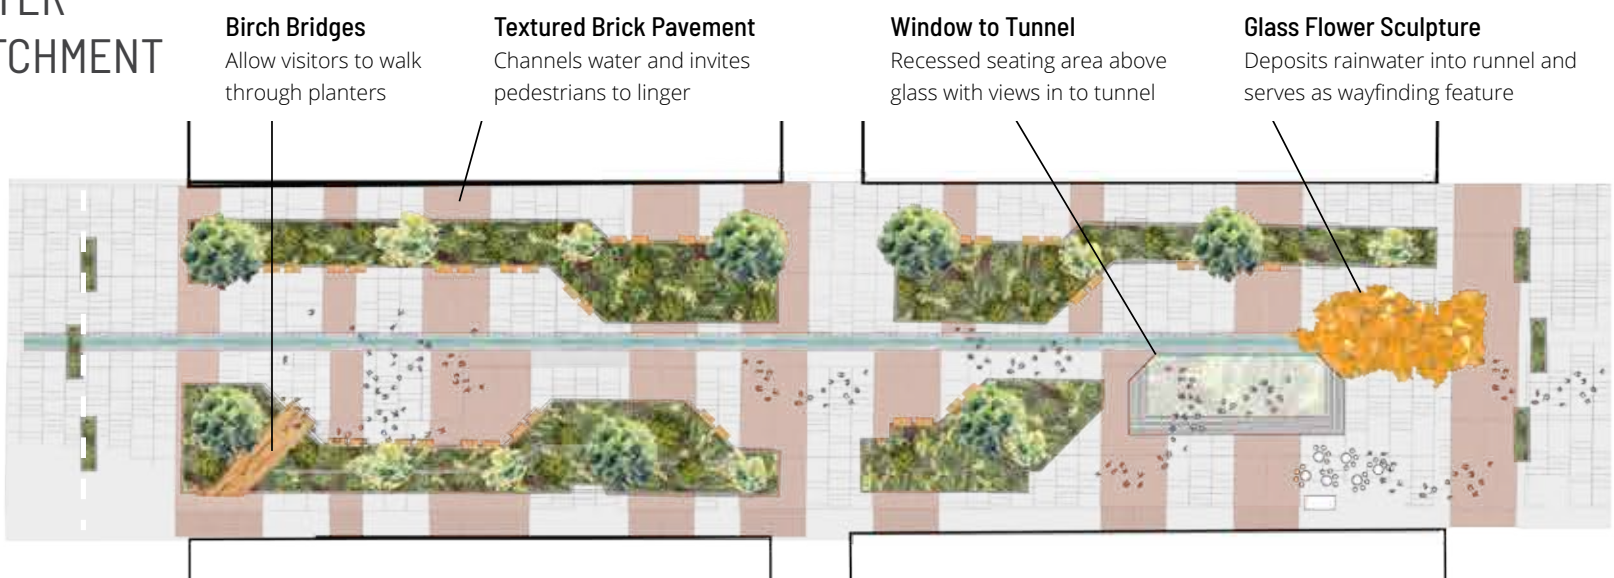 TCHMENT
Birch Bridges
Allow visitors to walk
through planters
Textured Brick Pavement
Channels water and invites
pedestrians to linger
Window to Tunnel
Recessed seating area above
glass with views in to tunnel
Glass Flower Sculpture
Deposits rainwater into runnel and
serves as wayfinding feature